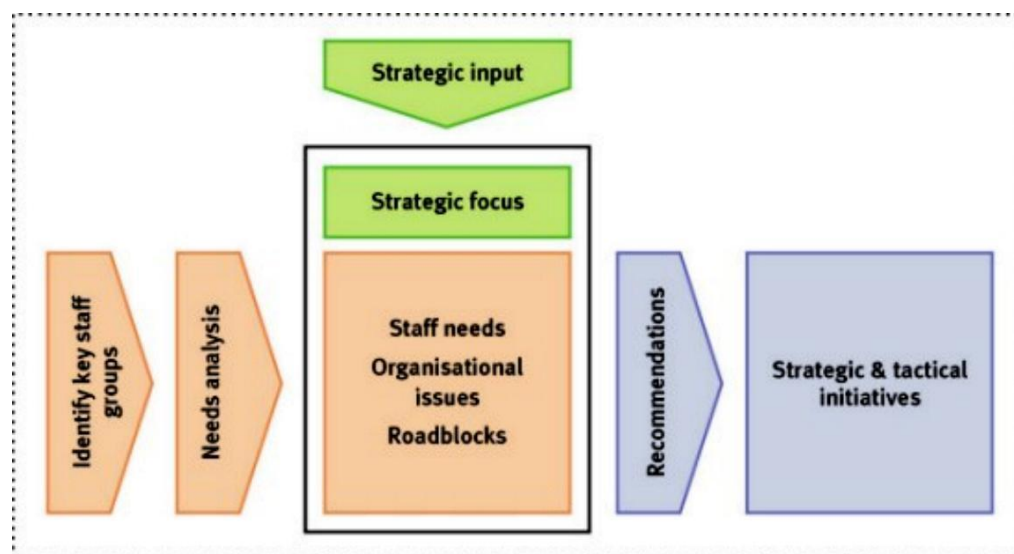 Strategic input
Strategic focus
Identify key staff
groups
Needs analysis
Staff needs
Organisational
issues
Roadblocks
Recommendations
Strategic & tactical
initiatives